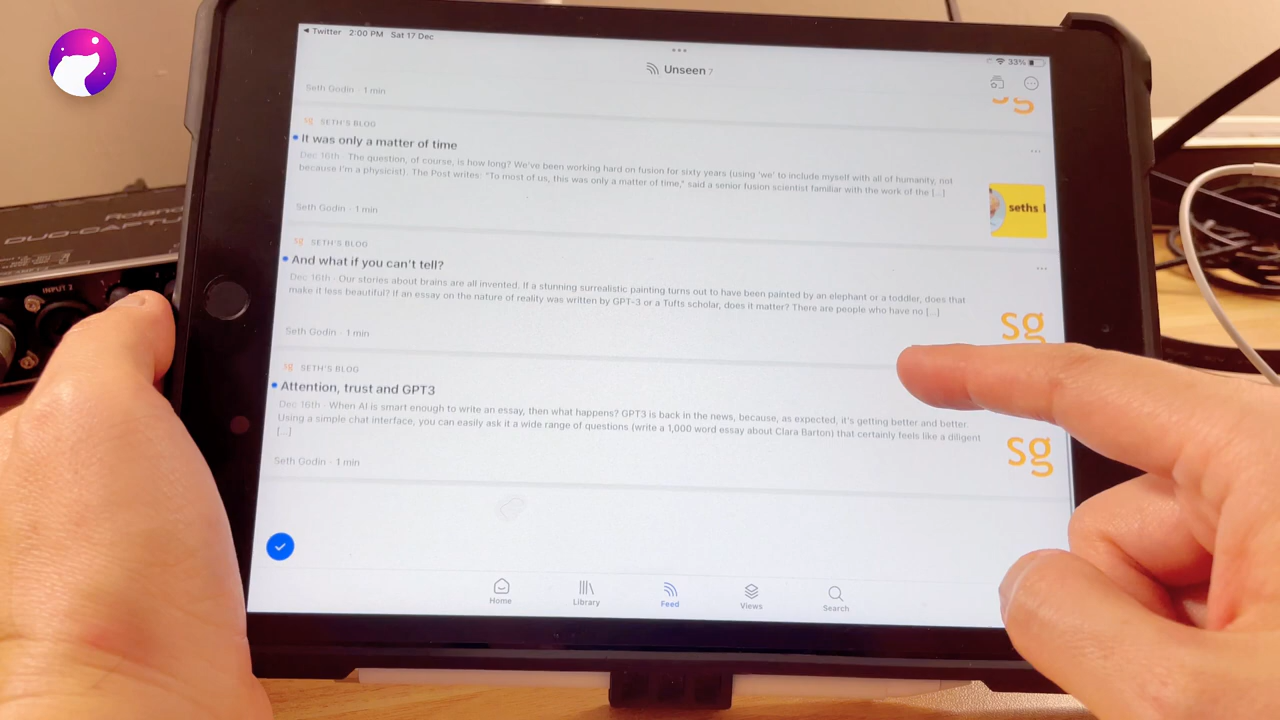 ◀ Twitter 2:00 PM Sat 17 Dec
33%
Unseen 7
Seth Godin · 1 min
sg
sg SETH'S BLOG
It was only a matter of time
Dec 16th · The question, of course, is how long? We've been working hard on fusion for sixty years (using 'we' to include myself with all of humanity, not
because I'm a physicist). The Post writes: "To most of us, this was only a matter of time," said a senior fusion scientist familiar with the work of the [...]
Seth Godin · 1 min
seths
sg SETH'S BLOG
And what if you can't tell?
Dec 16th · Our stories about brains are all invented. If a stunning surrealistic painting turns out to have been painted by an elephant or a toddler, does that
make it less beautiful? If an essay on the nature of reality was written by GPT-3 or a Tufts scholar, does it matter? There are people who have no [...]
Seth Godin · 1 min
sg
sg SETH'S BLOG
Attention, trust and GPT3
Dec 16th · When AI is smart enough to write an essay, then what happens? GPT3 is back in the news, because, as expected, it's getting better and better.
Using a simple chat interface, you can easily ask it a wide range of questions (write a 1,000 word essay about Clara Barton) that certainly feels like a diligent
[...]
Seth Godin · 1 min
sg
Home
Library
Feed
Views
Search
Roland
DUO-CAPTU
INPUT 2